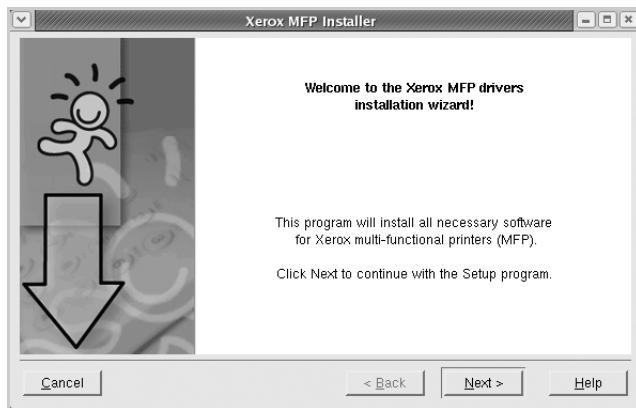 Xerox MFP Installer
Welcome to the Xerox MFP drivers
installation wizard!
This program will install all necessary software
for Xerox multi-functional printers (MFP).
Click Next to continue with the Setup program.
Cancel
< Back
Next >
Help